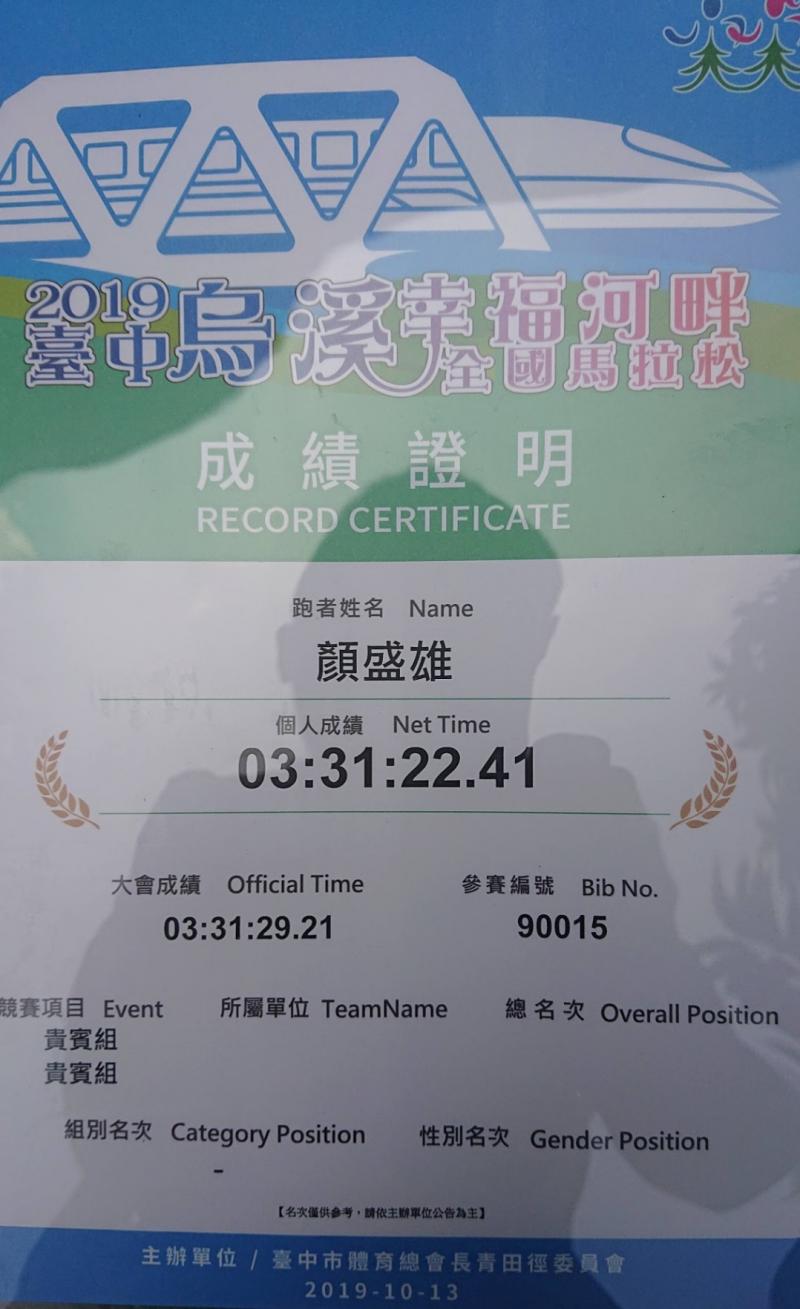 2019
臺中烏溪幸福河畔
全國馬拉松
成績證明
RECORD CERTIFICATE
跑者姓名 Name
顏盛雄
個人成績 Net Time
03:31:22.41
大會成績 Official Time 參賽編號 Bib No.
03:31:29.21 90015
競賽項目 Event 所屬單位 TeamName 總名次 Overall Position
貴賓組
貴賓組
組別名次 Category Position 性別名次 Gender Position
-
【名次僅供參考，請依主辦單位公告為主】
主辦單位 / 臺中市體育總會長青田徑委員會
2019-10-13